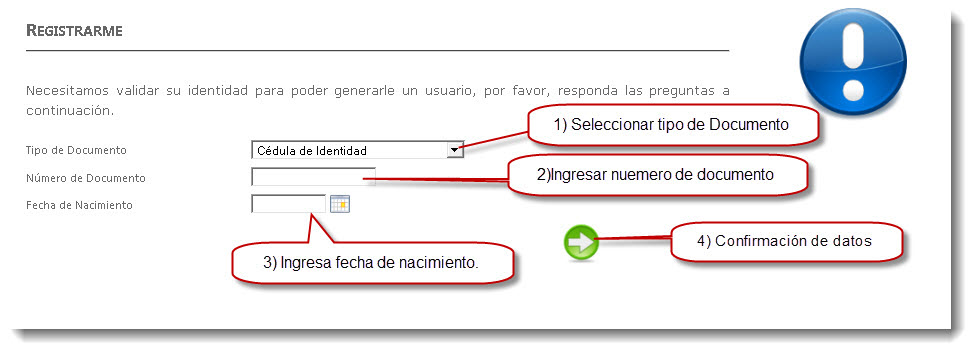 REGISTRARME
Necesitamos validar su identidad para poder generarle un usuario, por favor, responda las preguntas a
continuación.
1) Seleccionar tipo de Documento
Tipo de Documento
Cédula de Identidad
Número de Documento
2)Ingresar nuemero de documento
Fecha de Nacimiento
4) Confirmación de datos
3) Ingresa fecha de nacimiento.